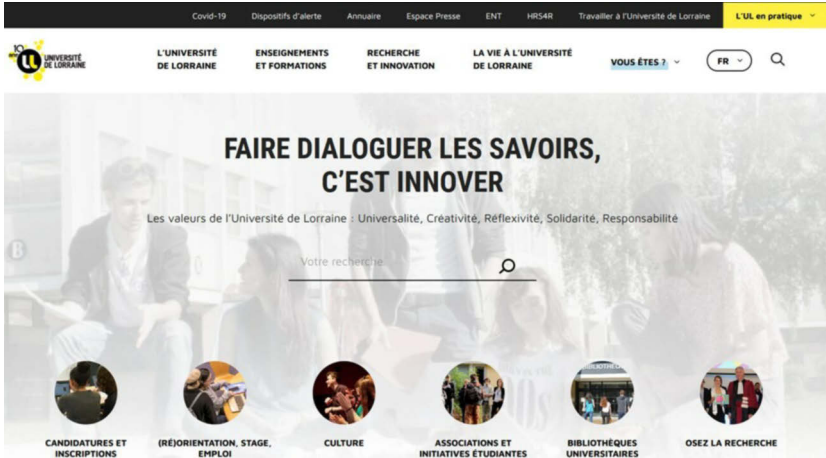 Covid-19 Dispositifs d'alerte Annuaire Espace Presse ENT HRS4R Travailler à l'Université de Lorraine L'UL en pratique
10 ans
UNIVERSITÉ
DE LORRAINE
L'UNIVERSITÉ
DE LORRAINE
ENSEIGNEMENTS
ET FORMATIONS
RECHERCHE
ET INNOVATION
LA VIE À L'UNIVERSITÉ
DE LORRAINE
VOUS ÊTES ?
FR
FAIRE DIALOGUER LES SAVOIRS,
C'EST INNOVER
Les valeurs de l'Université de Lorraine : Universalité, Créativité, Réflexivité, Solidarité, Responsabilité
Votre recherche
B
BIBLIOTHÈ
CANDIDATURES ET
INSCRIPTIONS
(RÉ)ORIENTATION, STAGE,
EMPLOI
CULTURE
ASSOCIATIONS ET
INITIATIVES ÉTUDIANTES
BIBLIOTHÈQUES
UNIVERSITAIRES
OSEZ LA RECHERCHE